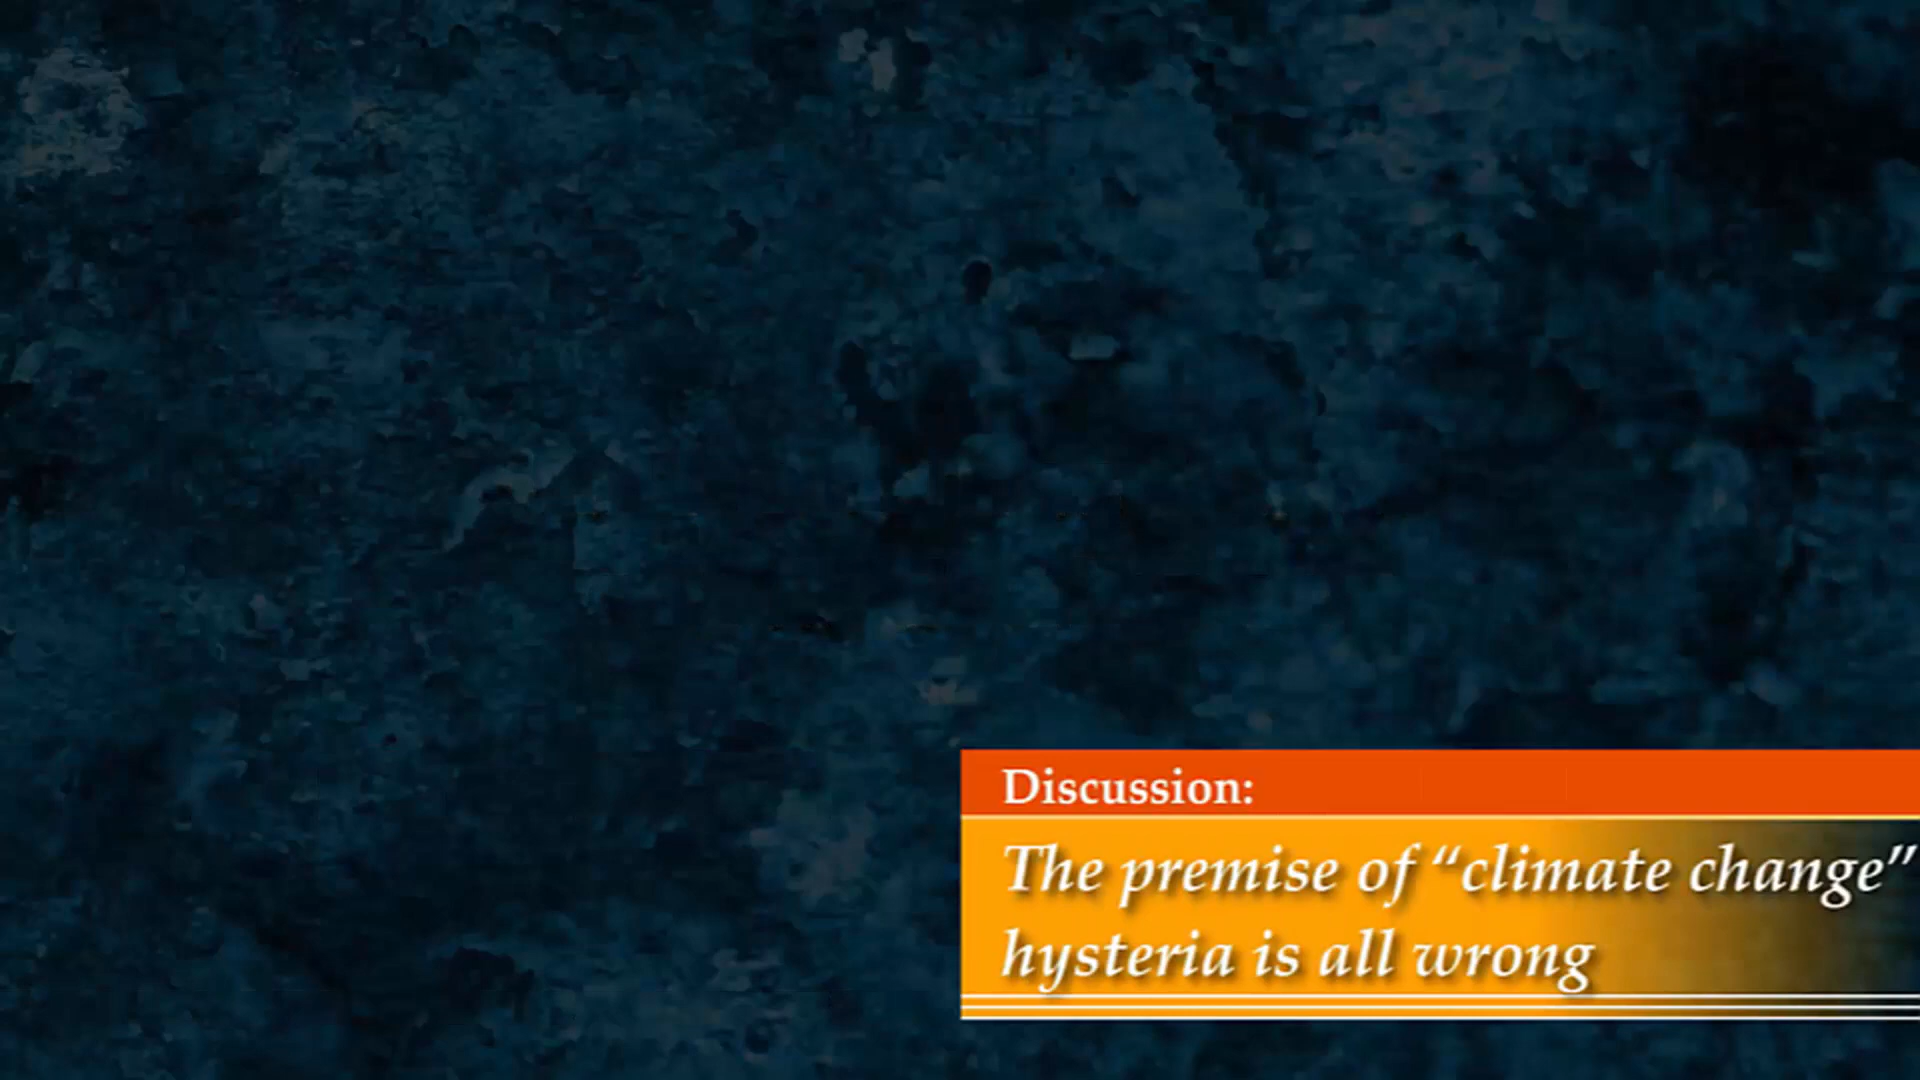 Discussion:
The premise of “climate change”
hysteria is all wrong